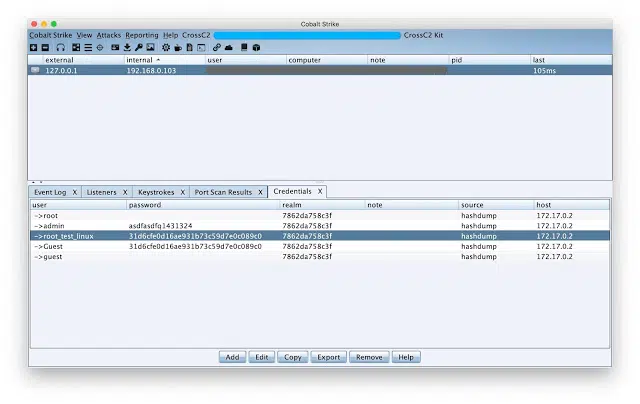 Cobalt Strike
Cobalt Strike View Attacks Reporting Help CrossC2 CrossC2 Kit
external internal user computer note pid last
127.0.0.1 192.168.0.103 105ms
Event Log X Listeners X Keystrokes X Port Scan Results X Credentials X
user password realm note source host
->root 7862da758c3f hashdump 172.17.0.2
->admin asdfasdfq1431324 7862da758c3f hashdump 172.17.0.2
->root_test_linux 31d6cfe0d16ae931b73c59d7e0c089c0 7862da758c3f hashdump 172.17.0.2
->Guest 31d6cfe0d16ae931b73c59d7e0c089c0 7862da758c3f hashdump 172.17.0.2
->guest 7862da758c3f hashdump 172.17.0.2
Add Edit Copy Export Remove Help